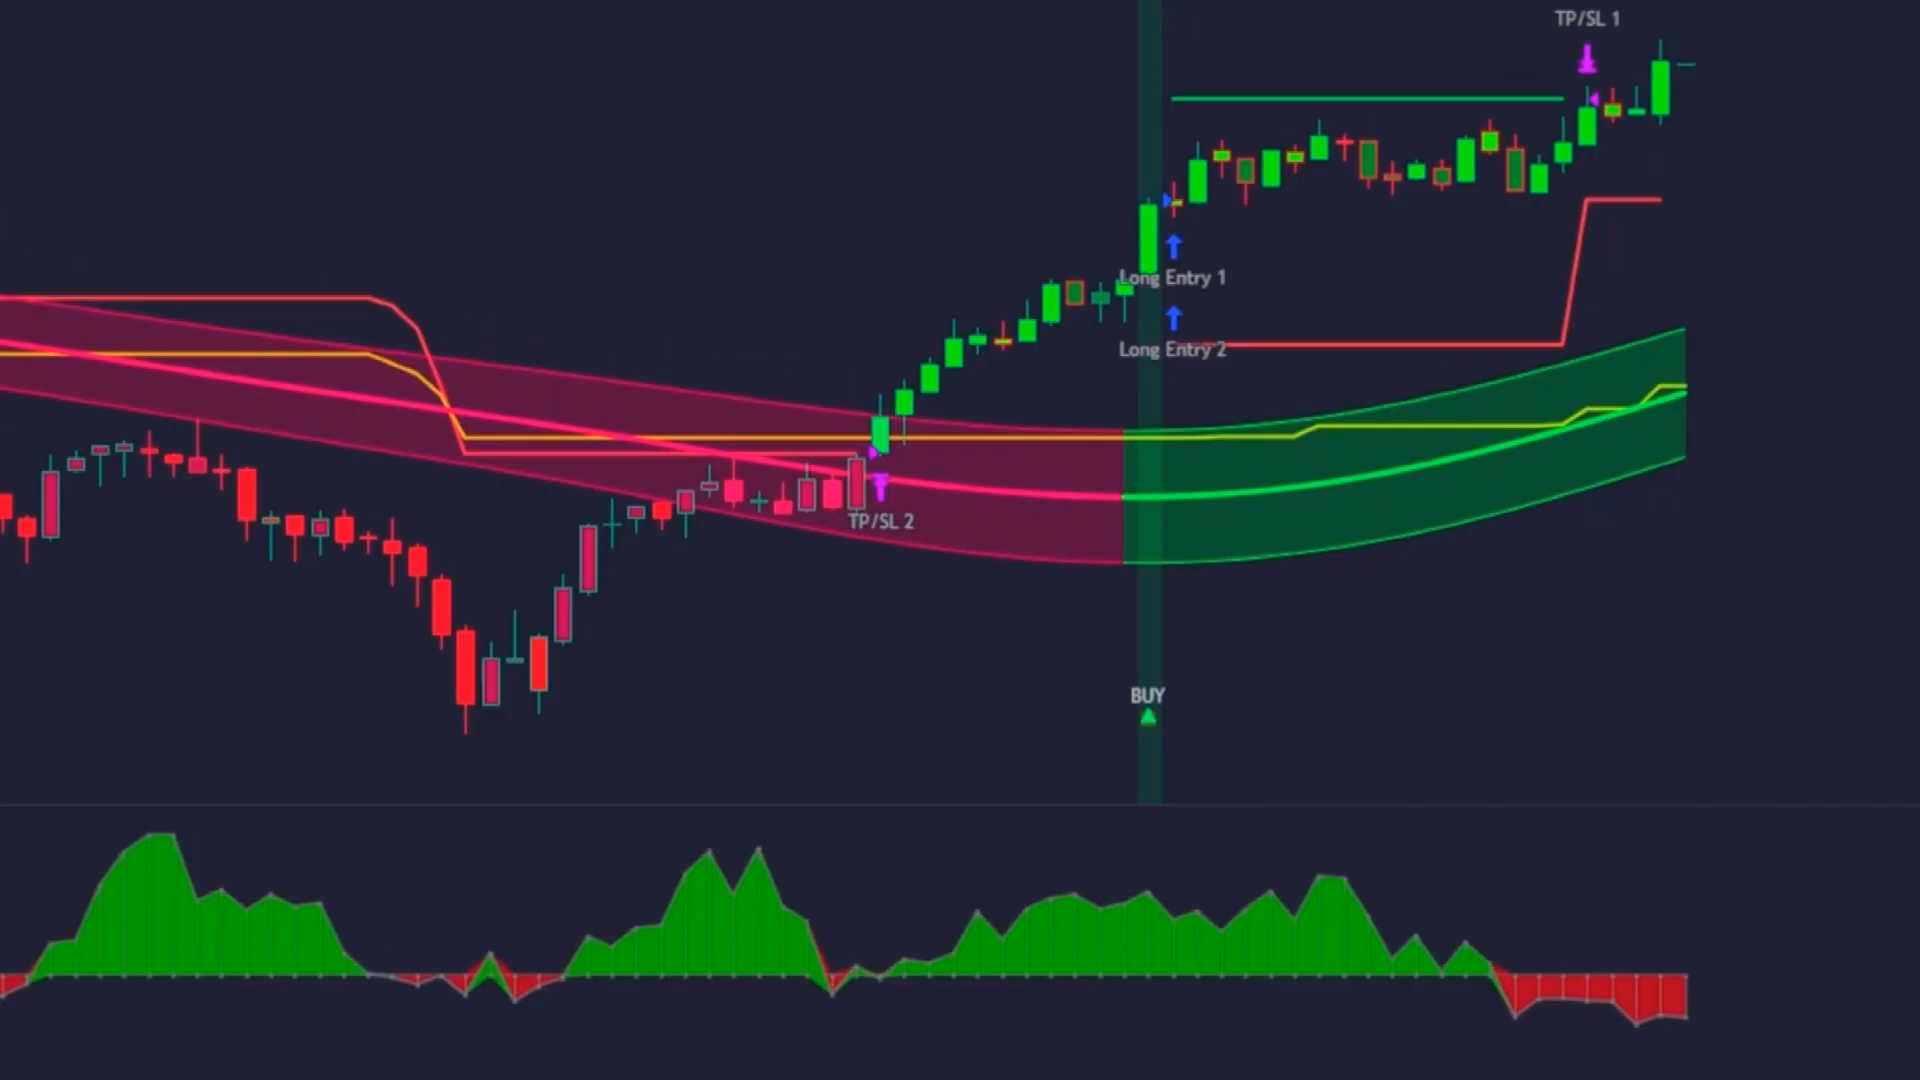 TP/SL 1
Long Entry 1
Long Entry 2
TP/SL 2
BUY